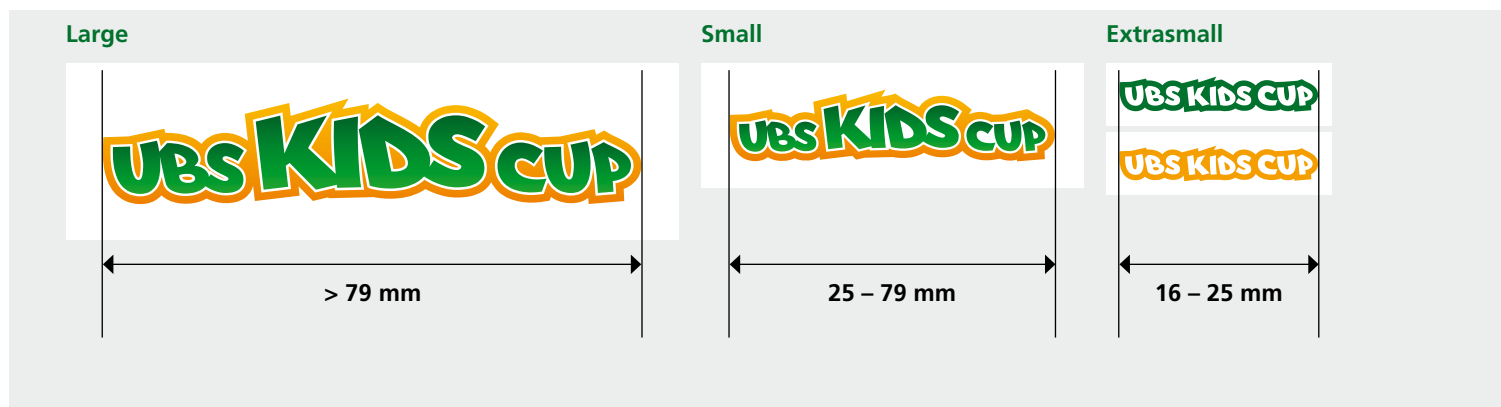 Large
UBS KIDS CUP
> 79 mm
Small
UBS KIDS CUP
25 – 79 mm
Extrasmall
UBS KIDS CUP
UBS KIDS CUP
16 – 25 mm